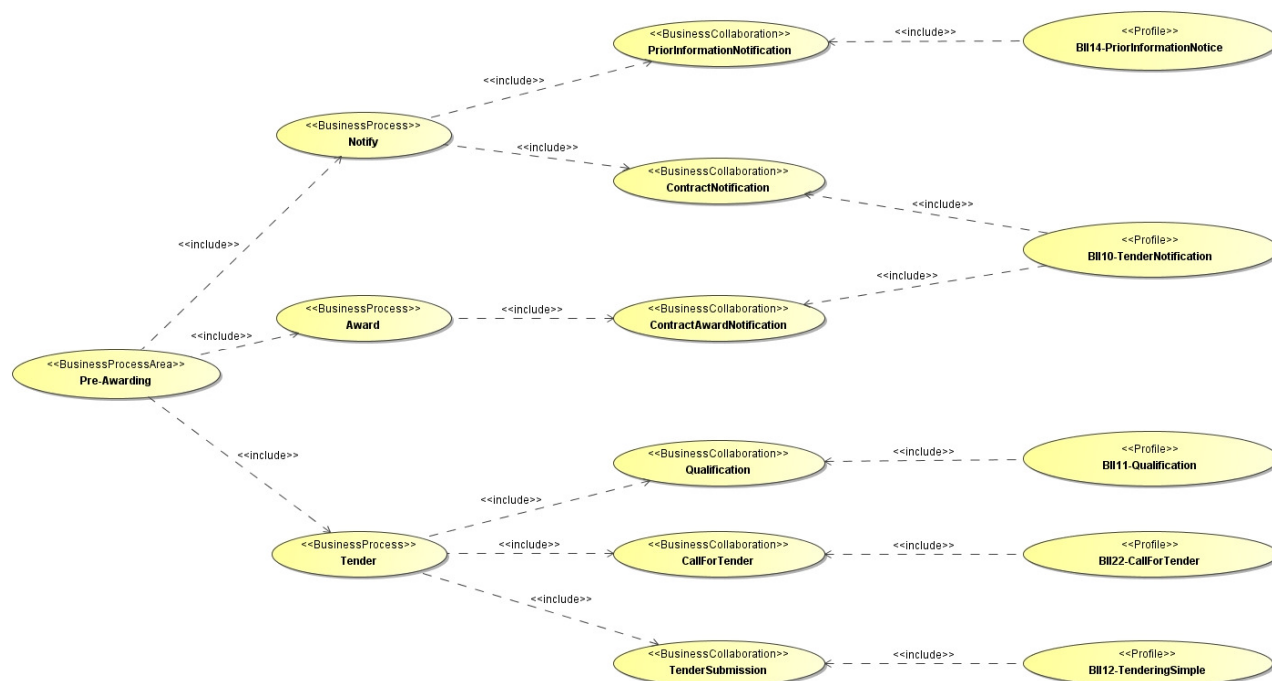 <<BusinessCollaboration>>
PriorInformationNotification
<<include>>
<<Profile>>
BII14-PriorInformationNotice
<<include>>
<<BusinessProcess>>
Notify
<<include>>
<<BusinessCollaboration>>
ContractNotification
<<include>>
<<include>>
<<Profile>>
BII10-TenderNotification
<<include>>
<<BusinessProcess>>
Award
<<include>>
<<BusinessCollaboration>>
ContractAwardNotification
<<include>>
<<BusinessProcessArea>>
Pre-Awarding
<<include>>
<<BusinessCollaboration>>
Qualification
<<include>>
<<Profile>>
BII11-Qualification
<<include>>
<<BusinessProcess>>
Tender
<<include>>
<<BusinessCollaboration>>
CallForTender
<<include>>
<<Profile>>
BII22-CallForTender
<<include>>
<<BusinessCollaboration>>
TenderSubmission
<<include>>
<<Profile>>
BII12-TenderingSimple